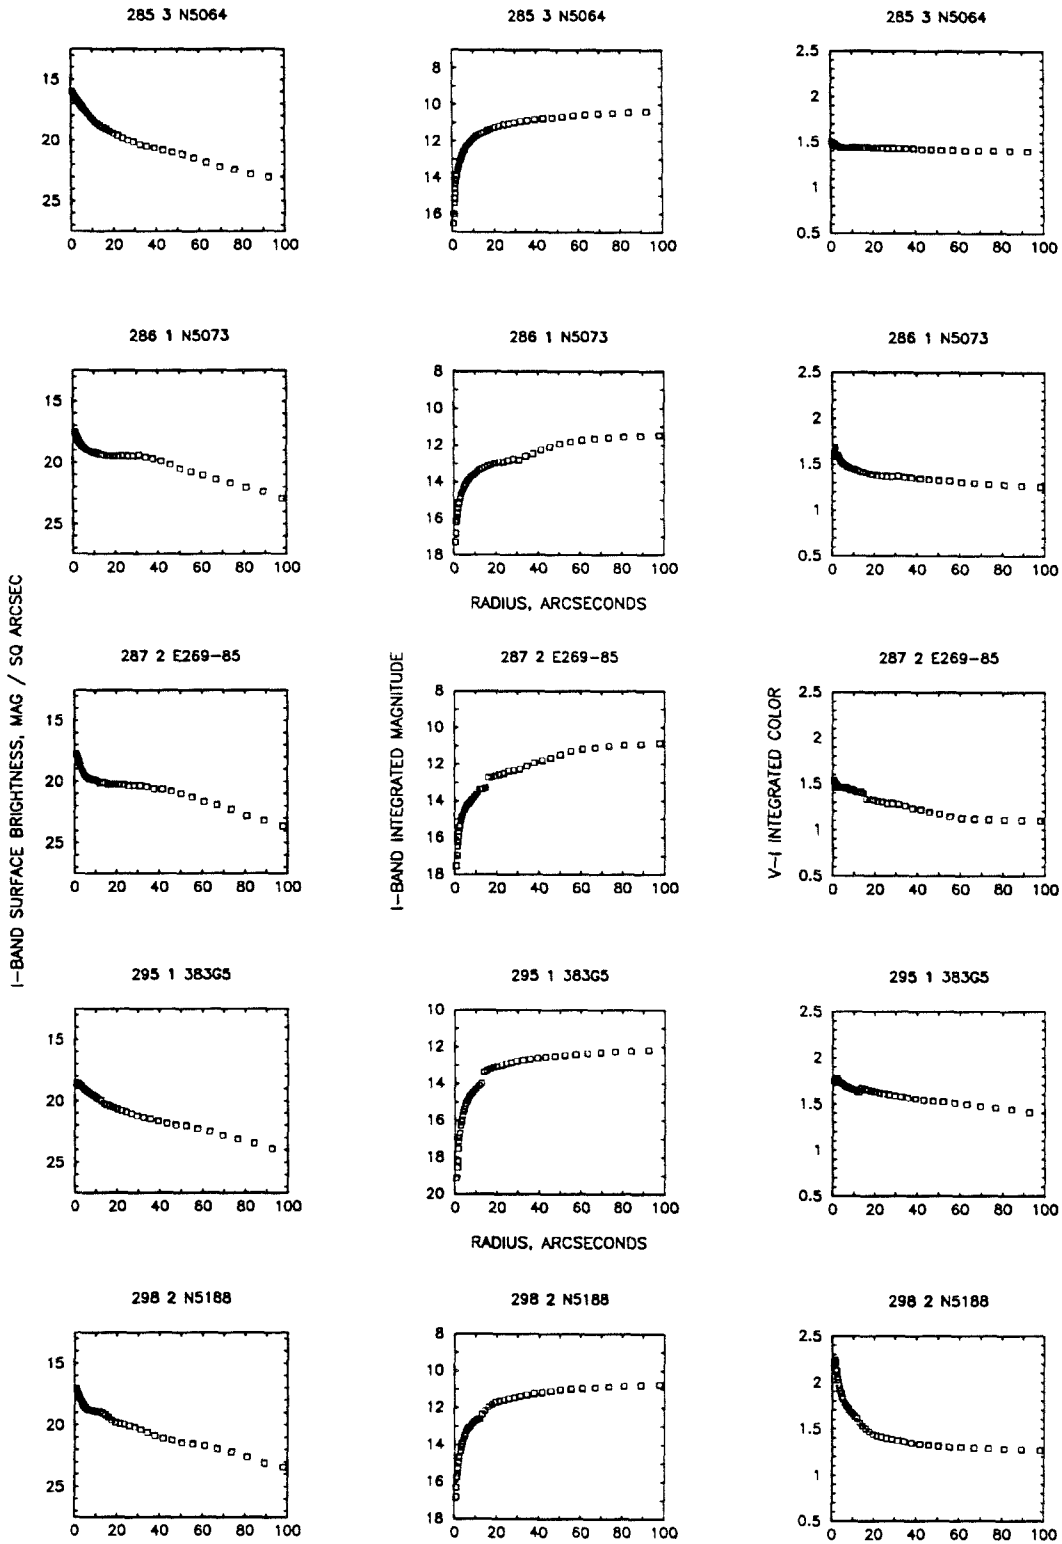 285 3 N5064
285 3 N5064
285 3 N5064
15
20
25
0 20 40 60 80 100
8
10
12
14
16
0 20 40 60 80 100
2.5
2
1.5
1
0.5
0 20 40 60 80 100
286 1 N5073
286 1 N5073
286 1 N5073
15
20
25
0 20 40 60 80 100
8
10
12
14
16
18
0 20 40 60 80 100
2.5
2
1.5
1
0.5
0 20 40 60 80 100
RADIUS, ARCSECONDS
I-BAND SURFACE BRIGHTNESS, MAG / SQ ARCSEC
I-BAND INTEGRATED MAGNITUDE
V-I INTEGRATED COLOR
287 2 E269-85
287 2 E269-85
287 2 E269-85
15
20
25
0 20 40 60 80 100
8
10
12
14
16
18
0 20 40 60 80 100
2.5
2
1.5
1
0.5
0 20 40 60 80 100
295 1 383G5
295 1 383G5
295 1 383G5
15
20
25
0 20 40 60 80 100
10
12
14
16
18
20
0 20 40 60 80 100
2.5
2
1.5
1
0.5
0 20 40 60 80 100
RADIUS, ARCSECONDS
298 2 N5188
298 2 N5188
298 2 N5188
15
20
25
0 20 40 60 80 100
8
10
12
14
16
18
0 20 40 60 80 100
2.5
2
1.5
1
0.5
0 20 40 60 80 100